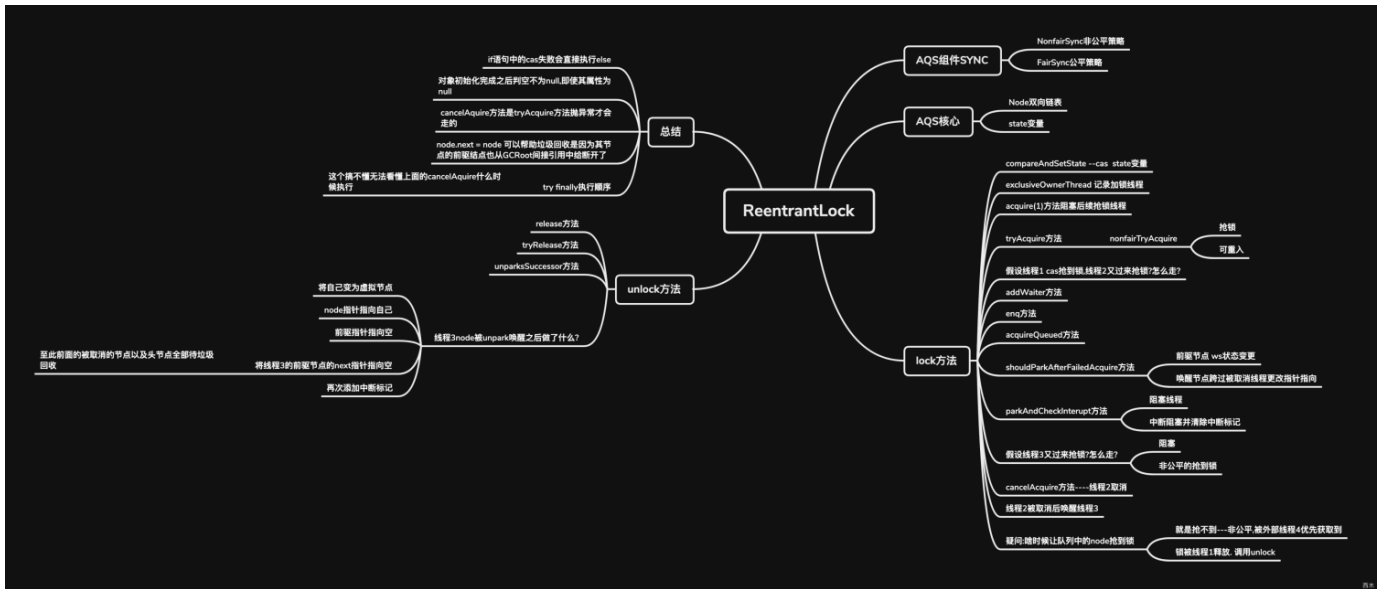 ReentrantLock
AQS组件SYNC
NonfairSync非公平策略
FairSync公平策略
AQS核心
Node双向链表
state变量
lock方法
compareAndSetState --cas state变量
exclusiveOwnerThread 记录加锁线程
acquire(1)方法阻塞后续抢锁线程
tryAcquire方法
nonfairTryAcquire
抢锁
可重入
假设线程1 cas抢到锁,线程2又过来抢锁?怎么走?
addWaiter方法
enq方法
acquireQueued方法
shouldParkAfterFailedAcquire方法
前驱节点 ws状态变更
唤醒节点跨过被取消线程更改指针指向
parkAndCheckInterupt方法
阻塞线程
中断阻塞并清除中断标记
假设线程3又过来抢锁?怎么走?
阻塞
非公平的抢到锁
cancelAcquire方法----线程2取消
线程2被取消后唤醒线程3
疑问:啥时候让队列中的node抢到锁
就是抢不到---非公平,被外部线程4优先获取到
锁被线程1释放. 调用unlock
unlock方法
release方法
tryRelease方法
unparksSuccessor方法
线程3node被unpark唤醒之后做了什么?
将自己变为虚拟节点
node指针指向自己
前驱指针指向空
将线程3的前驱节点的next指针指向空
至此前面的被取消的节点以及头节点全部待垃圾
回收
再次添加中断标记
总结
if语句中的cas失败会直接执行else
对象初始化完成之后判空不为null,即使其属性为
null
cancelAquire方法是tryAcquire方法抛异常才会
走的
node.next = node 可以帮助垃圾回收是因为其节
点的前驱结点也从GCRoot间接引用中给断开了
try finally执行顺序
这个搞不懂无法看懂上面的cancelAquire什么时
候执行